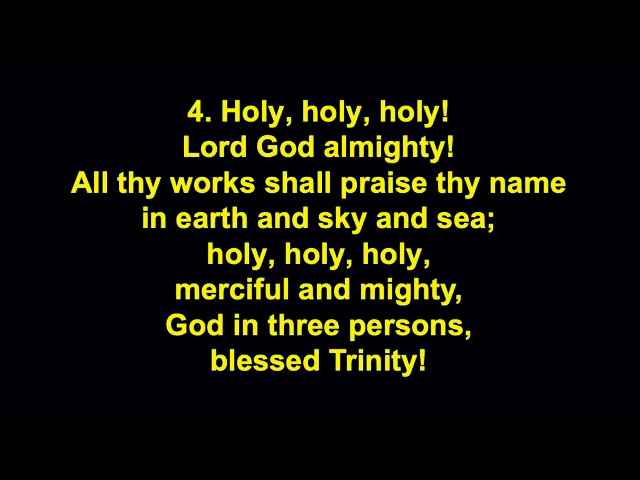 4. Holy, holy, holy!
Lord God almighty!
All thy works shall praise thy name
in earth and sky and sea;
holy, holy, holy,
merciful and mighty,
God in three persons,
blessed Trinity!